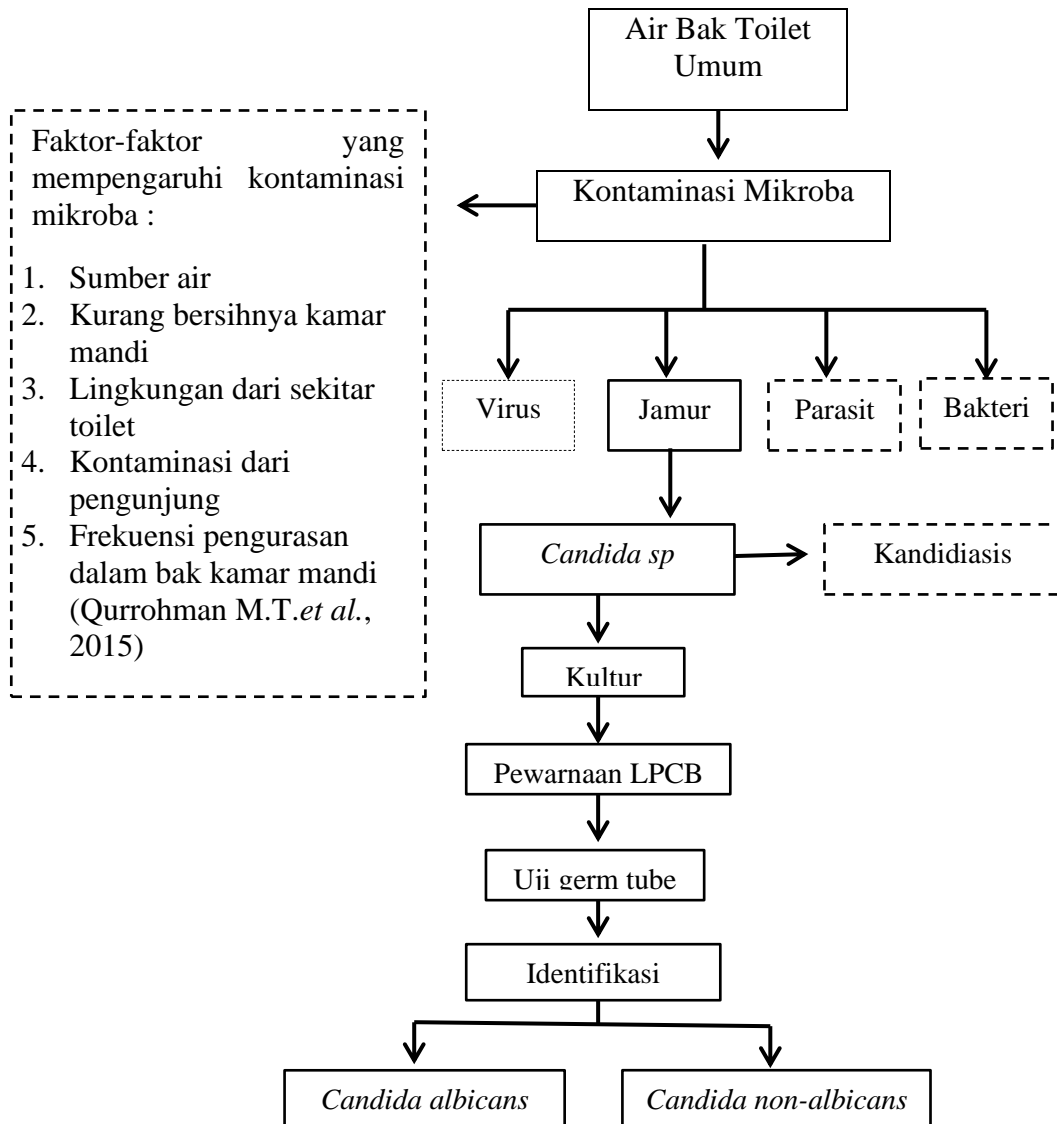 Air Bak Toilet
Umum
Faktor-faktor yang
mempengaruhi kontaminasi
mikroba :
1. Sumber air
2. Kurang bersihnya kamar
mandi
3. Lingkungan dari sekitar
toilet
4. Kontaminasi dari
pengunjung
5. Frekuensi pengurasan
dalam bak kamar mandi
(Qurrohman M.T.et al.,
2015)
Kontaminasi Mikroba
Virus
Jamur
Parasit
Bakteri
Candida sp
Kandidiasis
Kultur
Pewarnaan LPCB
Uji germ tube
Identifikasi
Candida albicans
Candida non-albicans